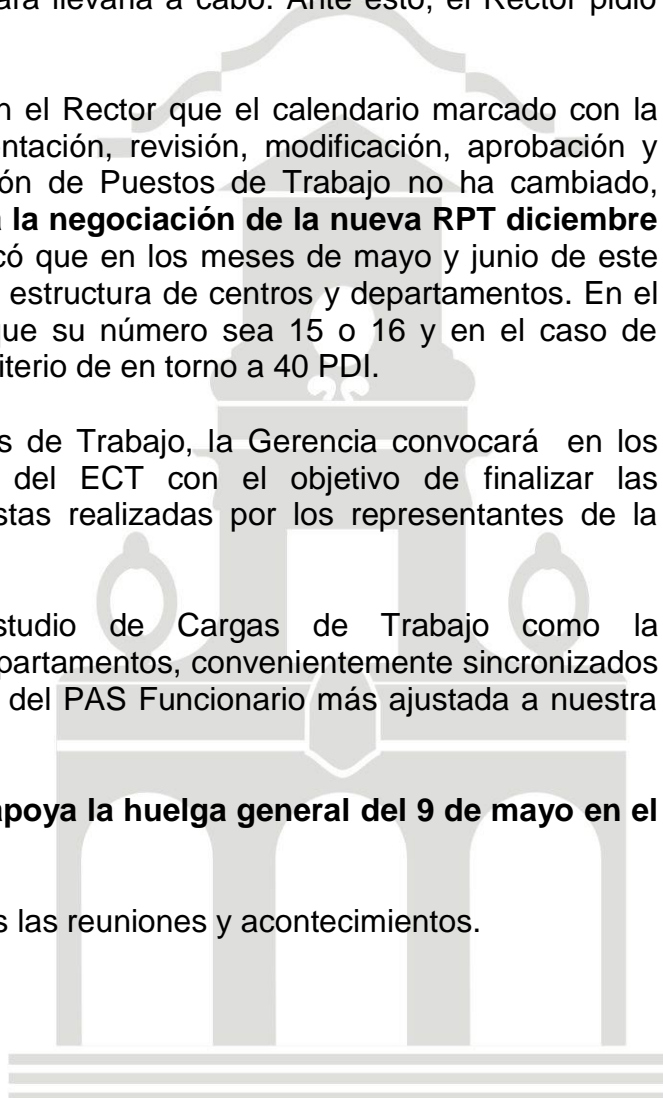 ara llevarla a cabo. Ante esto, el Rector pidió
n el Rector que el calendario marcado con la
entación, revisión, modificación, aprobación y
ión de Puestos de Trabajo no ha cambiado,
a la negociación de la nueva RPT diciembre
có que en los meses de mayo y junio de este
estructura de centros y departamentos. En el
que su número sea 15 o 16 y en el caso de
iterio de en torno a 40 PDI.
s de Trabajo, la Gerencia convocará en los
del ECT con el objetivo de finalizar las
stas realizadas por los representantes de la
studio de Cargas de Trabajo como la
partamentos, convenientemente sincronizados
del PAS Funcionario más ajustada a nuestra
apoya la huelga general del 9 de mayo en el
s las reuniones y acontecimientos.